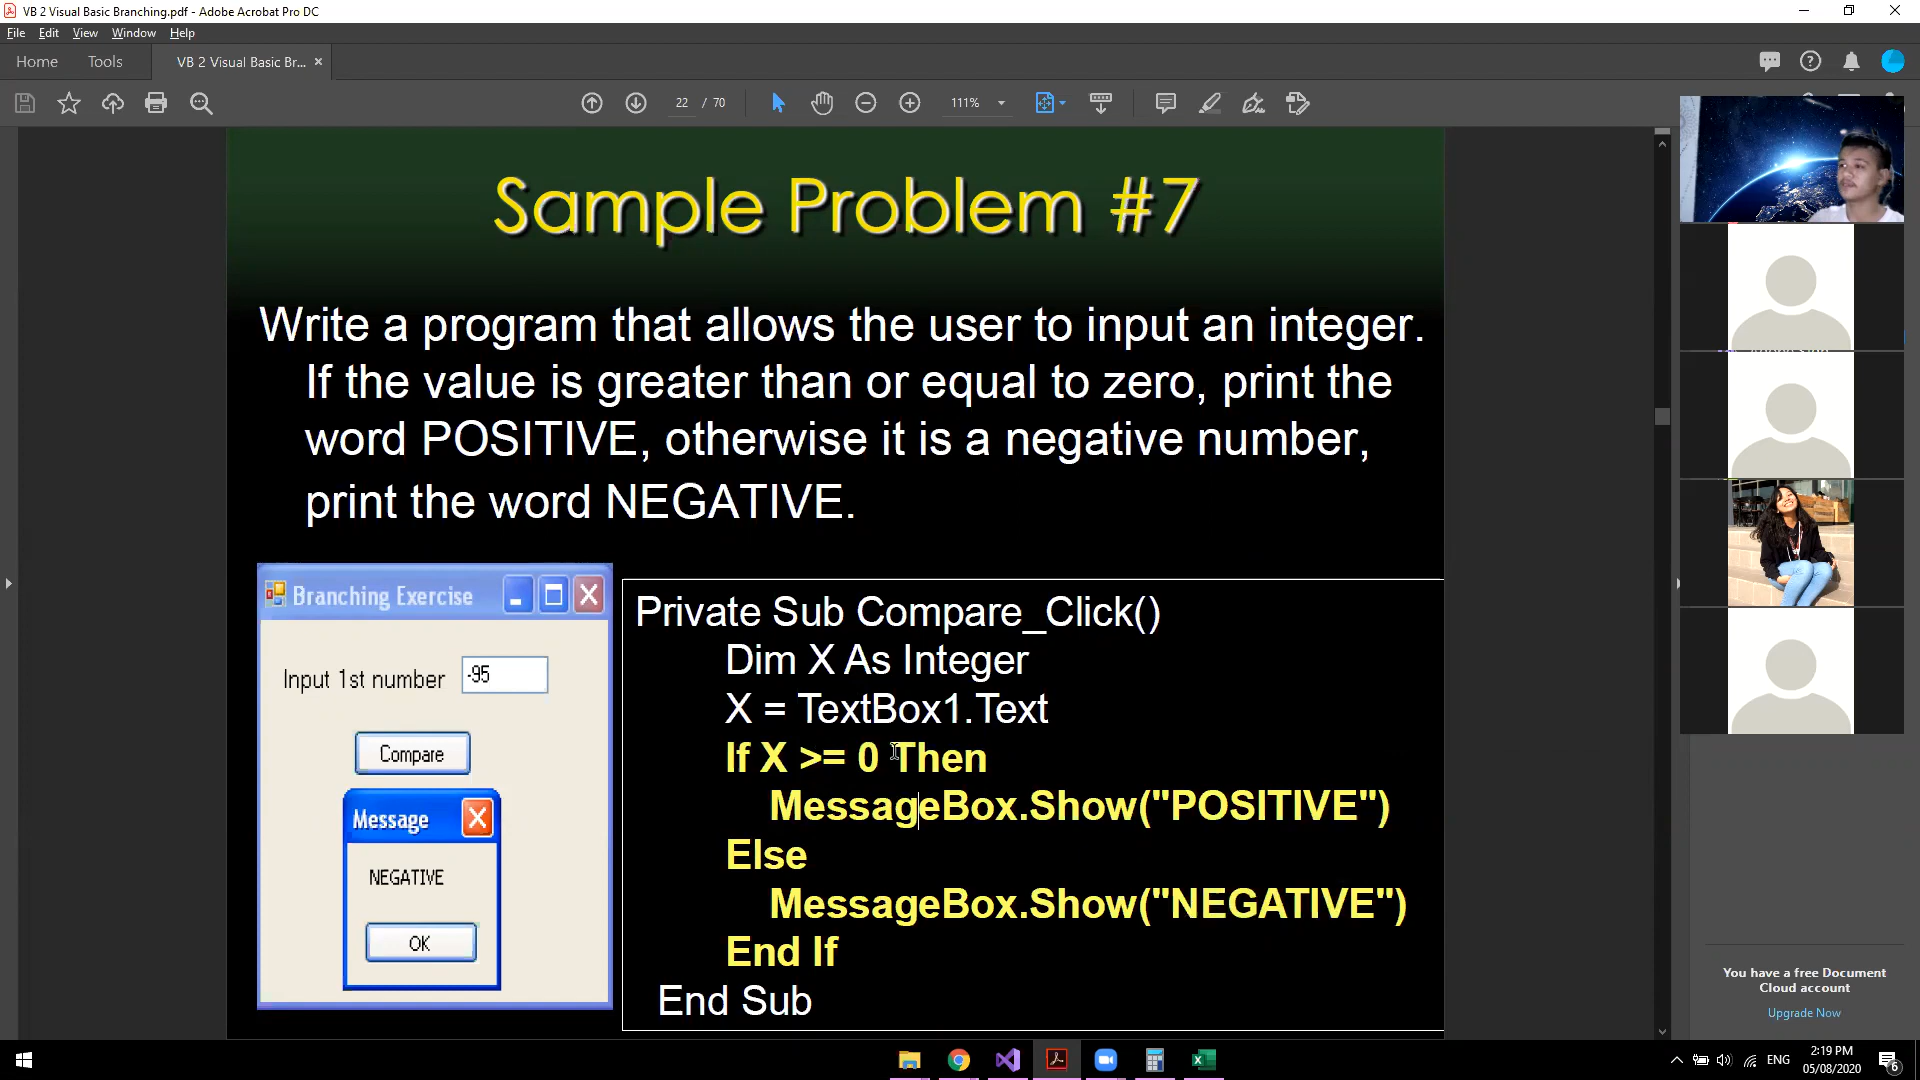 VB 2 Visual Basic Branching.pdf - Adobe Acrobat Pro DC
File Edit View Window Help
Home Tools VB 2 Visual Basic Br... ×
22 / 70 111%
Sample Problem #7
Write a program that allows the user to input an integer.
If the value is greater than or equal to zero, print the
word POSITIVE, otherwise it is a negative number,
print the word NEGATIVE.
Branching Exercise
Input 1st number -95
Compare
Message
NEGATIVE
OK
Private Sub Compare_Click()
Dim X As Integer
X = TextBox1.Text
If X >= 0 Then
MessageBox.Show("POSITIVE")
Else
MessageBox.Show("NEGATIVE")
End If
End Sub
You have a free Document
Cloud account
Upgrade Now
ENG
2:19 PM
05/08/2020
6